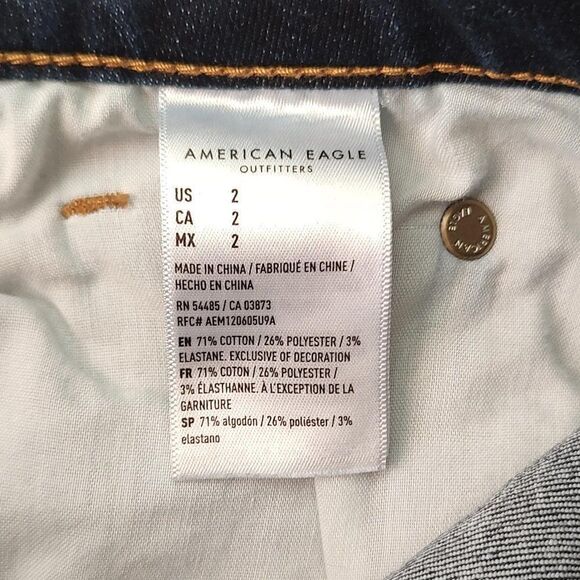 AMERICAN EAGLE
OUTFITTERS
US 2
CA 2
MX 2
MADE IN CHINA / FABRIQUÉ EN CHINE /
HECHO EN CHINA
RN 54485 / CA 03873
RFC# AEM120605U9A
EN 71% COTTON / 26% POLYESTER / 3%
ELASTANE. EXCLUSIVE OF DECORATION
FR 71% COTON / 26% POLYESTER /
3% ÉLASTHANNE. À L'EXCEPTION DE LA
GARNITURE
SP 71% algodón / 26% poliéster / 3%
elastano
AMERICAN EAGLE